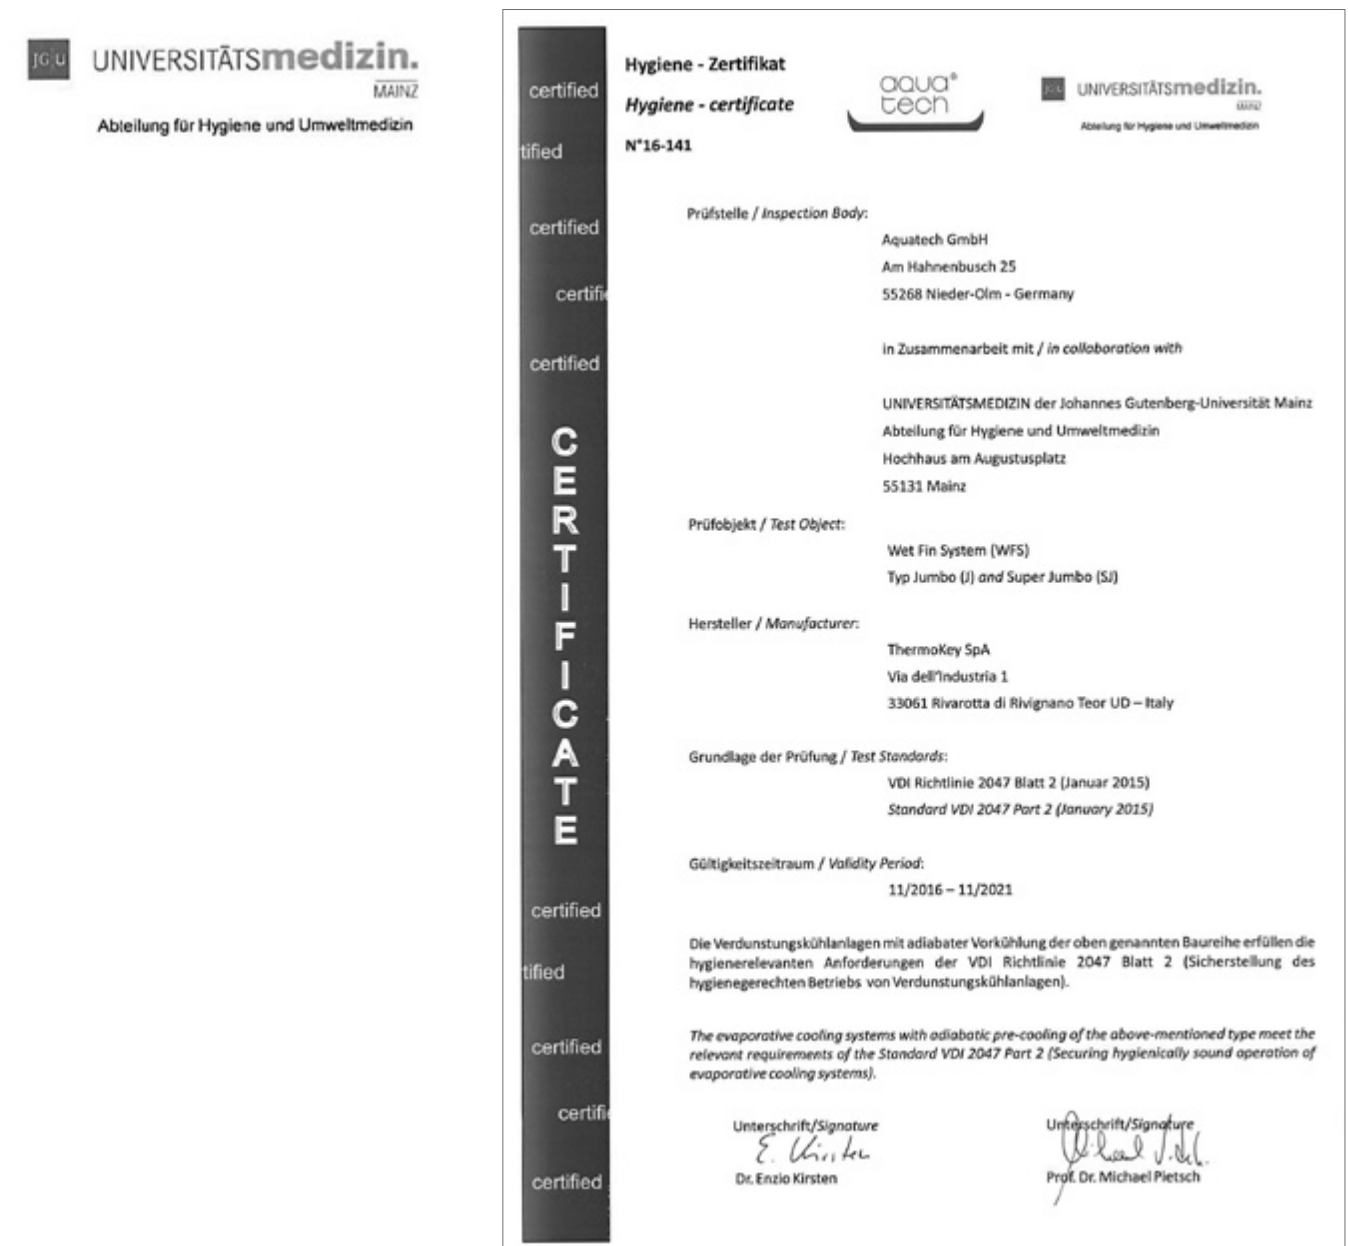 JG|U UNIVERSITÄTSmedizin.
MAINZ
Abteilung für Hygiene und Umweltmedizin
certified
tified
certified
certifi
certified
CERTIFICATE
certified
tified
certified
certifi
certified
Hygiene - Zertifikat
Hygiene - certificate
N°16-141
aqua®
tech
JG|U UNIVERSITÄTSmedizin.
MAINZ
Abteilung für Hygiene und Umweltmedizin
Prüfstelle / Inspection Body:
Aquatech GmbH
Am Hahnenbusch 25
55268 Nieder-Olm - Germany
in Zusammenarbeit mit / in collaboration with
UNIVERSITÄTSMEDIZIN der Johannes Gutenberg-Universität Mainz
Abteilung für Hygiene und Umweltmedizin
Hochhaus am Augustusplatz
55131 Mainz
Prüfobjekt / Test Object:
Wet Fin System (WFS)
Typ Jumbo (J) and Super Jumbo (SJ)
Hersteller / Manufacturer:
ThermoKey SpA
Via dell'Industria 1
33061 Rivarotta di Rivignano Teor UD – Italy
Grundlage der Prüfung / Test Standards:
VDI Richtlinie 2047 Blatt 2 (Januar 2015)
Standard VDI 2047 Part 2 (January 2015)
Gültigkeitszeitraum / Validity Period:
11/2016 – 11/2021
Die Verdunstungskühlanlagen mit adiabater Vorkühlung der oben genannten Baureihe erfüllen die
hygienerelevanten Anforderungen der VDI Richtlinie 2047 Blatt 2 (Sicherstellung des
hygienegerechten Betriebs von Verdunstungskühlanlagen).
The evaporative cooling systems with adiabatic pre-cooling of the above-mentioned type meet the
relevant requirements of the Standard VDI 2047 Part 2 (Securing hygienically sound operation of
evaporative cooling systems).
Unterschrift/Signature
E. Kirsten
Dr. Enzio Kirsten
Unterschrift/Signature
Prof. Dr. Michael Pietsch